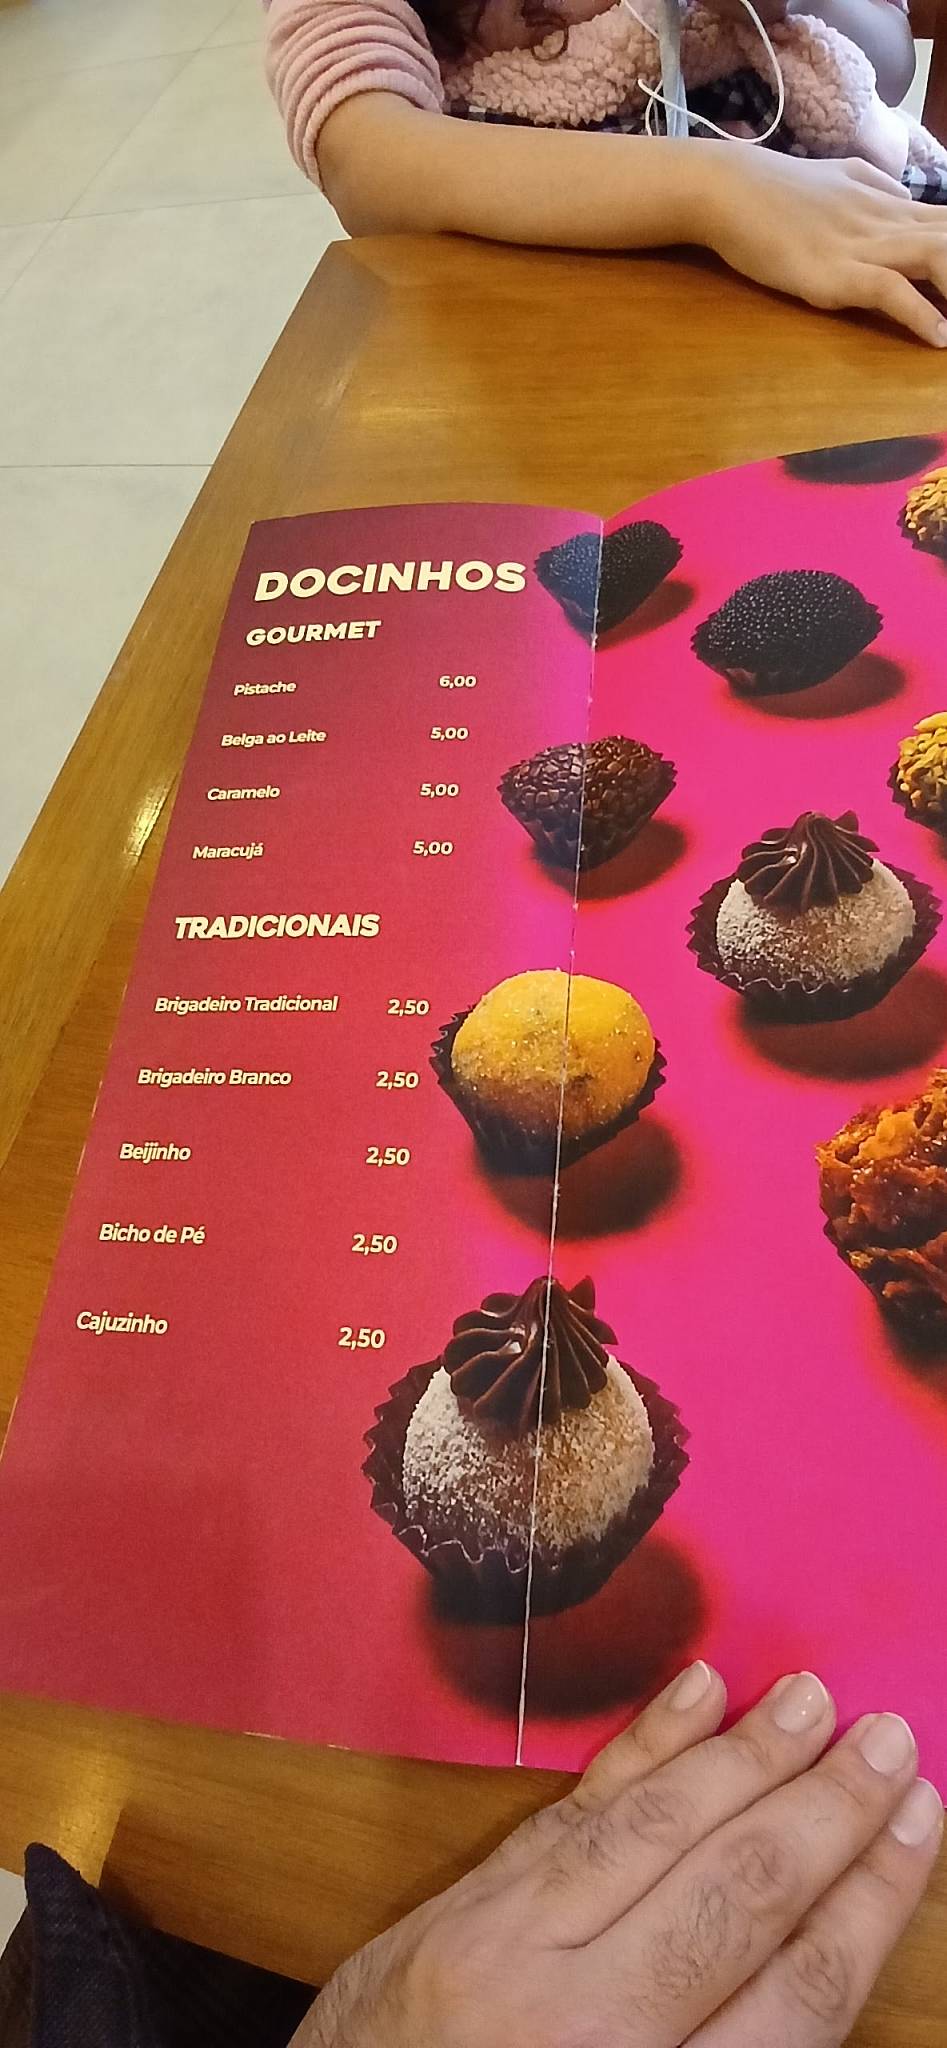 DOCINHOS
GOURMET
Pistache 6,00
Belga ao Leite 5,00
Caramelo 5,00
Maracujá 5,00
TRADICIONAIS
Brigadeiro Tradicional 2,50
Brigadeiro Branco 2,50
Beijinho 2,50
Bicho de Pé 2,50
Cajuzinho 2,50